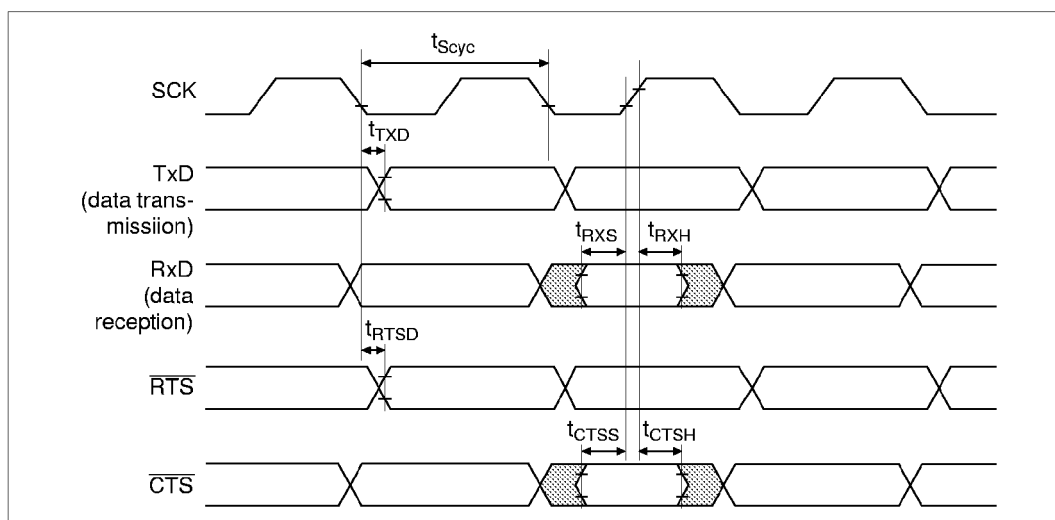 tScyc
SCK
tTXD
TxD
(data trans-
missiion)
tRXS
tRXH
RxD
(data
reception)
tRTSD
RTS
tCTSS
tCTSH
CTS